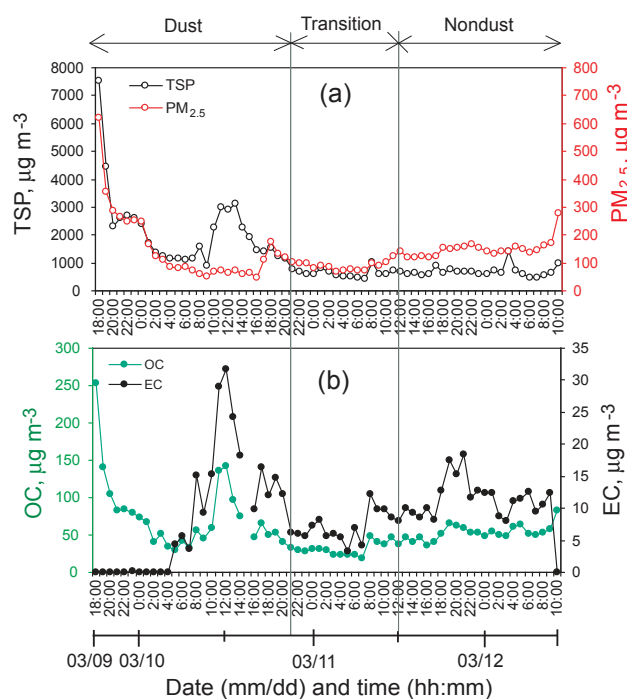 Dust Transition Nondust
8000 800
7000 700
6000 600
5000 500
4000 400
3000 300
2000 200
1000 100
0 0
TSP
PM2.5
(a)
TSP, µg m-3
PM2.5, µg m-3
18:00 20:00 22:00 0:00 2:00 4:00 6:00 8:00 10:00 12:00 14:00 16:00 18:00 20:00 22:00 0:00 2:00 4:00 6:00 8:00 10:00 12:00 14:00 16:00 18:00 20:00 22:00 0:00 2:00 4:00 6:00 8:00 10:00
300 35
250 30
200 25
150 20
100 15
50 10
0 5
0
OC
EC
(b)
OC, µg m-3
EC, µg m-3
18:00 20:00 22:00 0:00 2:00 4:00 6:00 8:00 10:00 12:00 14:00 16:00 18:00 20:00 22:00 0:00 2:00 4:00 6:00 8:00 10:00 12:00 14:00 16:00 18:00 20:00 22:00 0:00 2:00 4:00 6:00 8:00 10:00
03/09 03/10 03/11 03/12
Date (mm/dd) and time (hh:mm)